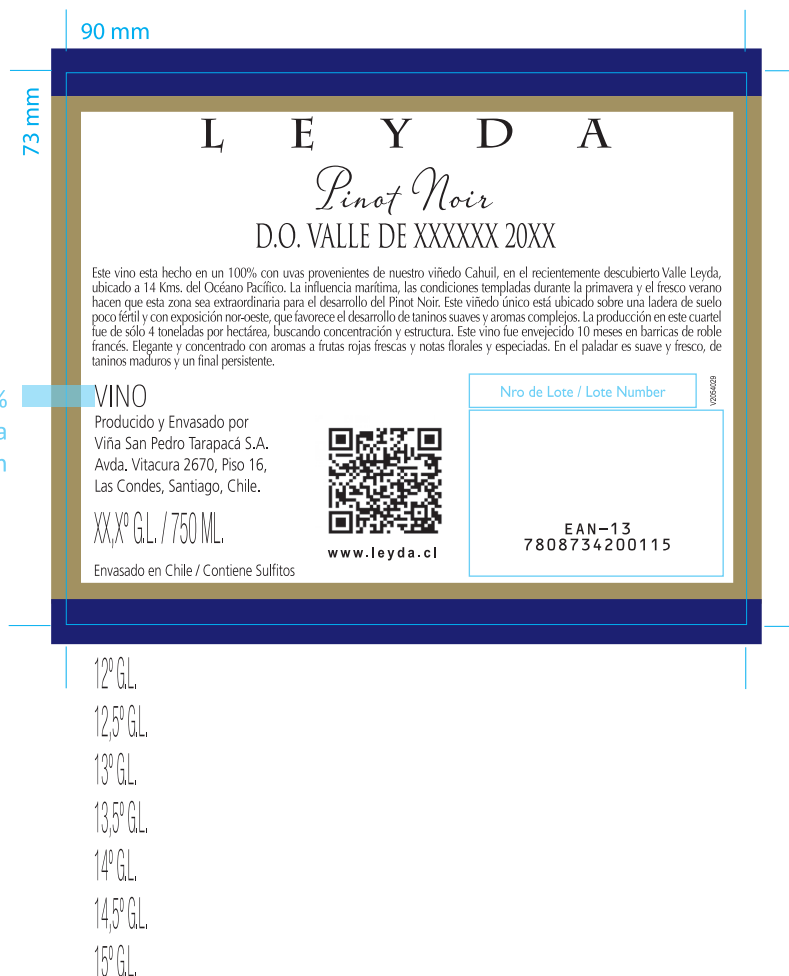 90 mm
73 mm
LEYDA
Pinot Noir
D.O. VALLE DE XXXXXX 20XX
Este vino esta hecho en un 100% con uvas provenientes de nuestro viñedo Cahuil, en el recientemente descubierto Valle Leyda,
ubicado a 14 Kms. del Océano Pacífico. La influencia marítima, las condiciones templadas durante la primavera y el fresco verano
hacen que esta zona sea extraordinaria para el desarrollo del Pinot Noir. Este viñedo único está ubicado sobre una ladera de suelo
poco fértil y con exposición nor-oeste, que favorece el desarrollo de taninos suaves y aromas complejos. La producción en este cuartel
fue de sólo 4 toneladas por hectárea, buscando concentración y estructura. Este vino fue envejecido 10 meses en barricas de roble
francés. Elegante y concentrado con aromas a frutas rojas frescas y notas florales y especiadas. En el paladar es suave y fresco, de
taninos maduros y un final persistente.
%
a
n
VINO
Producido y Envasado por
Viña San Pedro Tarapacá S.A.
Avda. Vitacura 2670, Piso 16,
Las Condes, Santiago, Chile.
XX,Xº G.L. / 750 ML.
Envasado en Chile / Contiene Sulfitos
www.leyda.cl
Nro de Lote / Lote Number
V2054029
EAN-13
7808734200115
12º G.L.
12,5º G.L.
13º G.L.
13,5º G.L.
14º G.L.
14,5º G.L.
15º G.L.